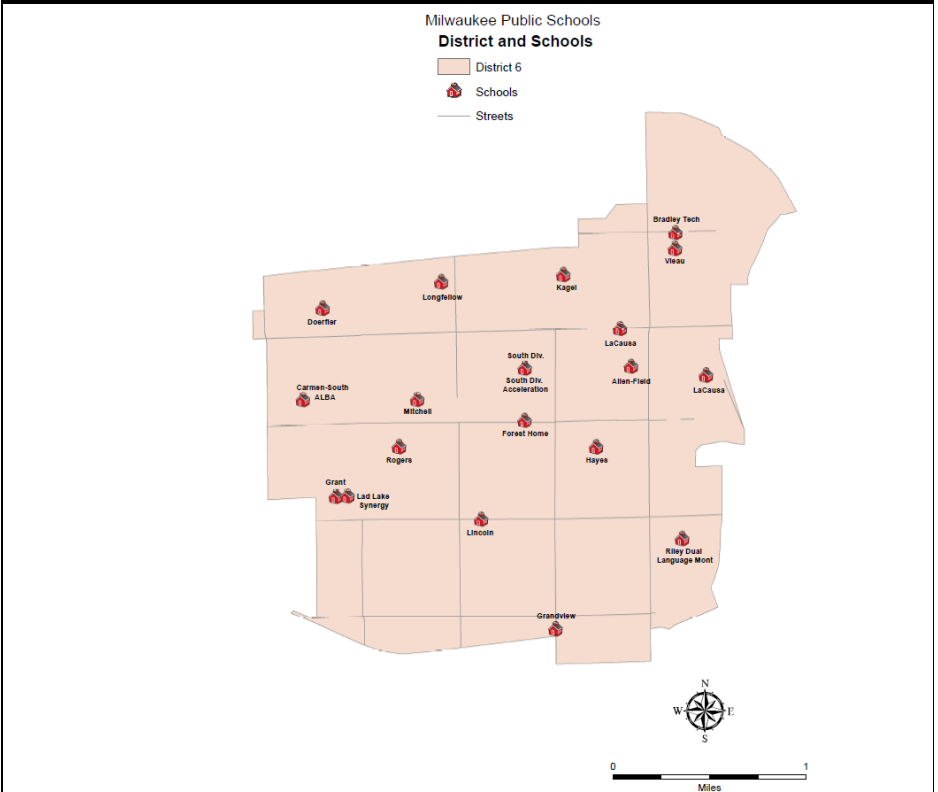 Milwaukee Public Schools
District and Schools
District 6
Schools
Streets
Bradley Tech
Vieau
Kagel
Longfellow
Doerfler
LaCausa
South Div.
South Div.
Acceleration
Allen-Field
LaCausa
Carmen-South
ALBA
Mitchell
Forest Home
Rogers
Hayes
Grant
Lad Lake
Synergy
Lincoln
Riley Dual
Language Mont
Grandview
N
W
E
S
0
1
Miles